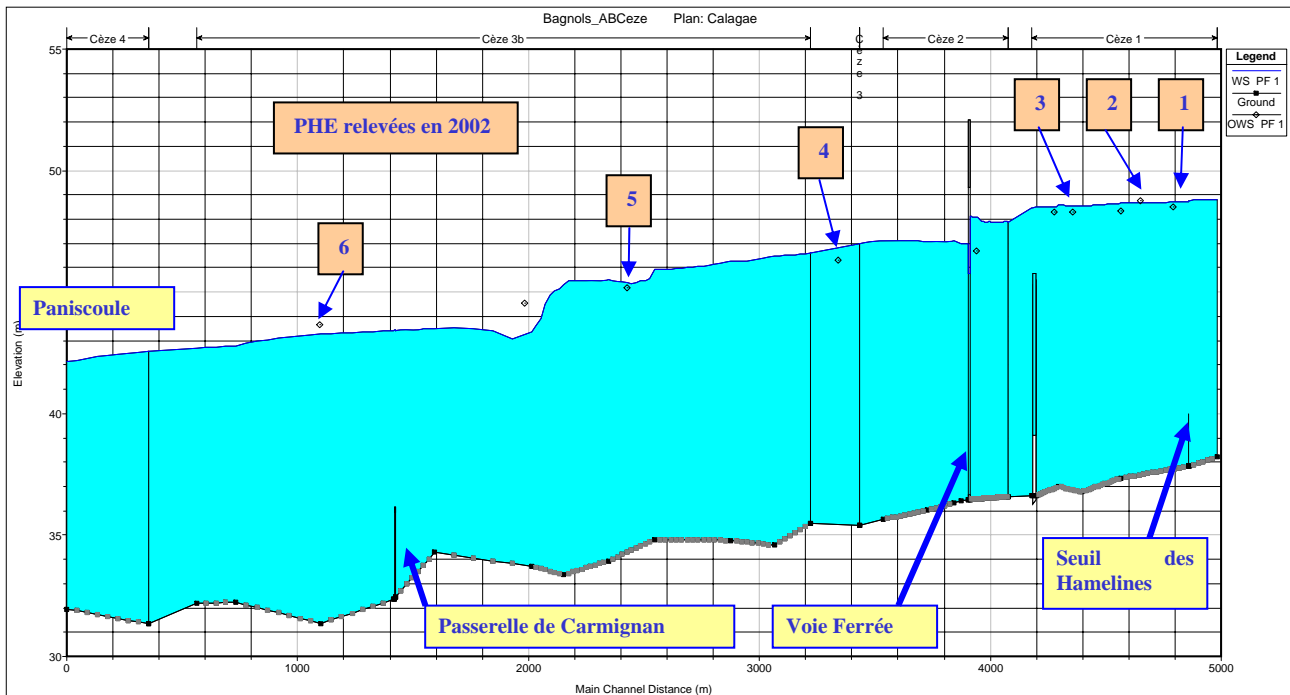 Bagnols_ABCeze Plan: Calagae
Cèze 4
Cèze 3b
Ceze 3
Cèze 2
Cèze 1
Legend
WS PF 1
Ground
OWS PF 1
PHE relevées en 2002
1
2
3
4
5
6
Paniscoule
Passerelle de Carmignan
Voie Ferrée
Seuil des
Hamelines
Elevation (m)
55
50
45
40
35
30
0
1000
2000
3000
4000
5000
Main Channel Distance (m)